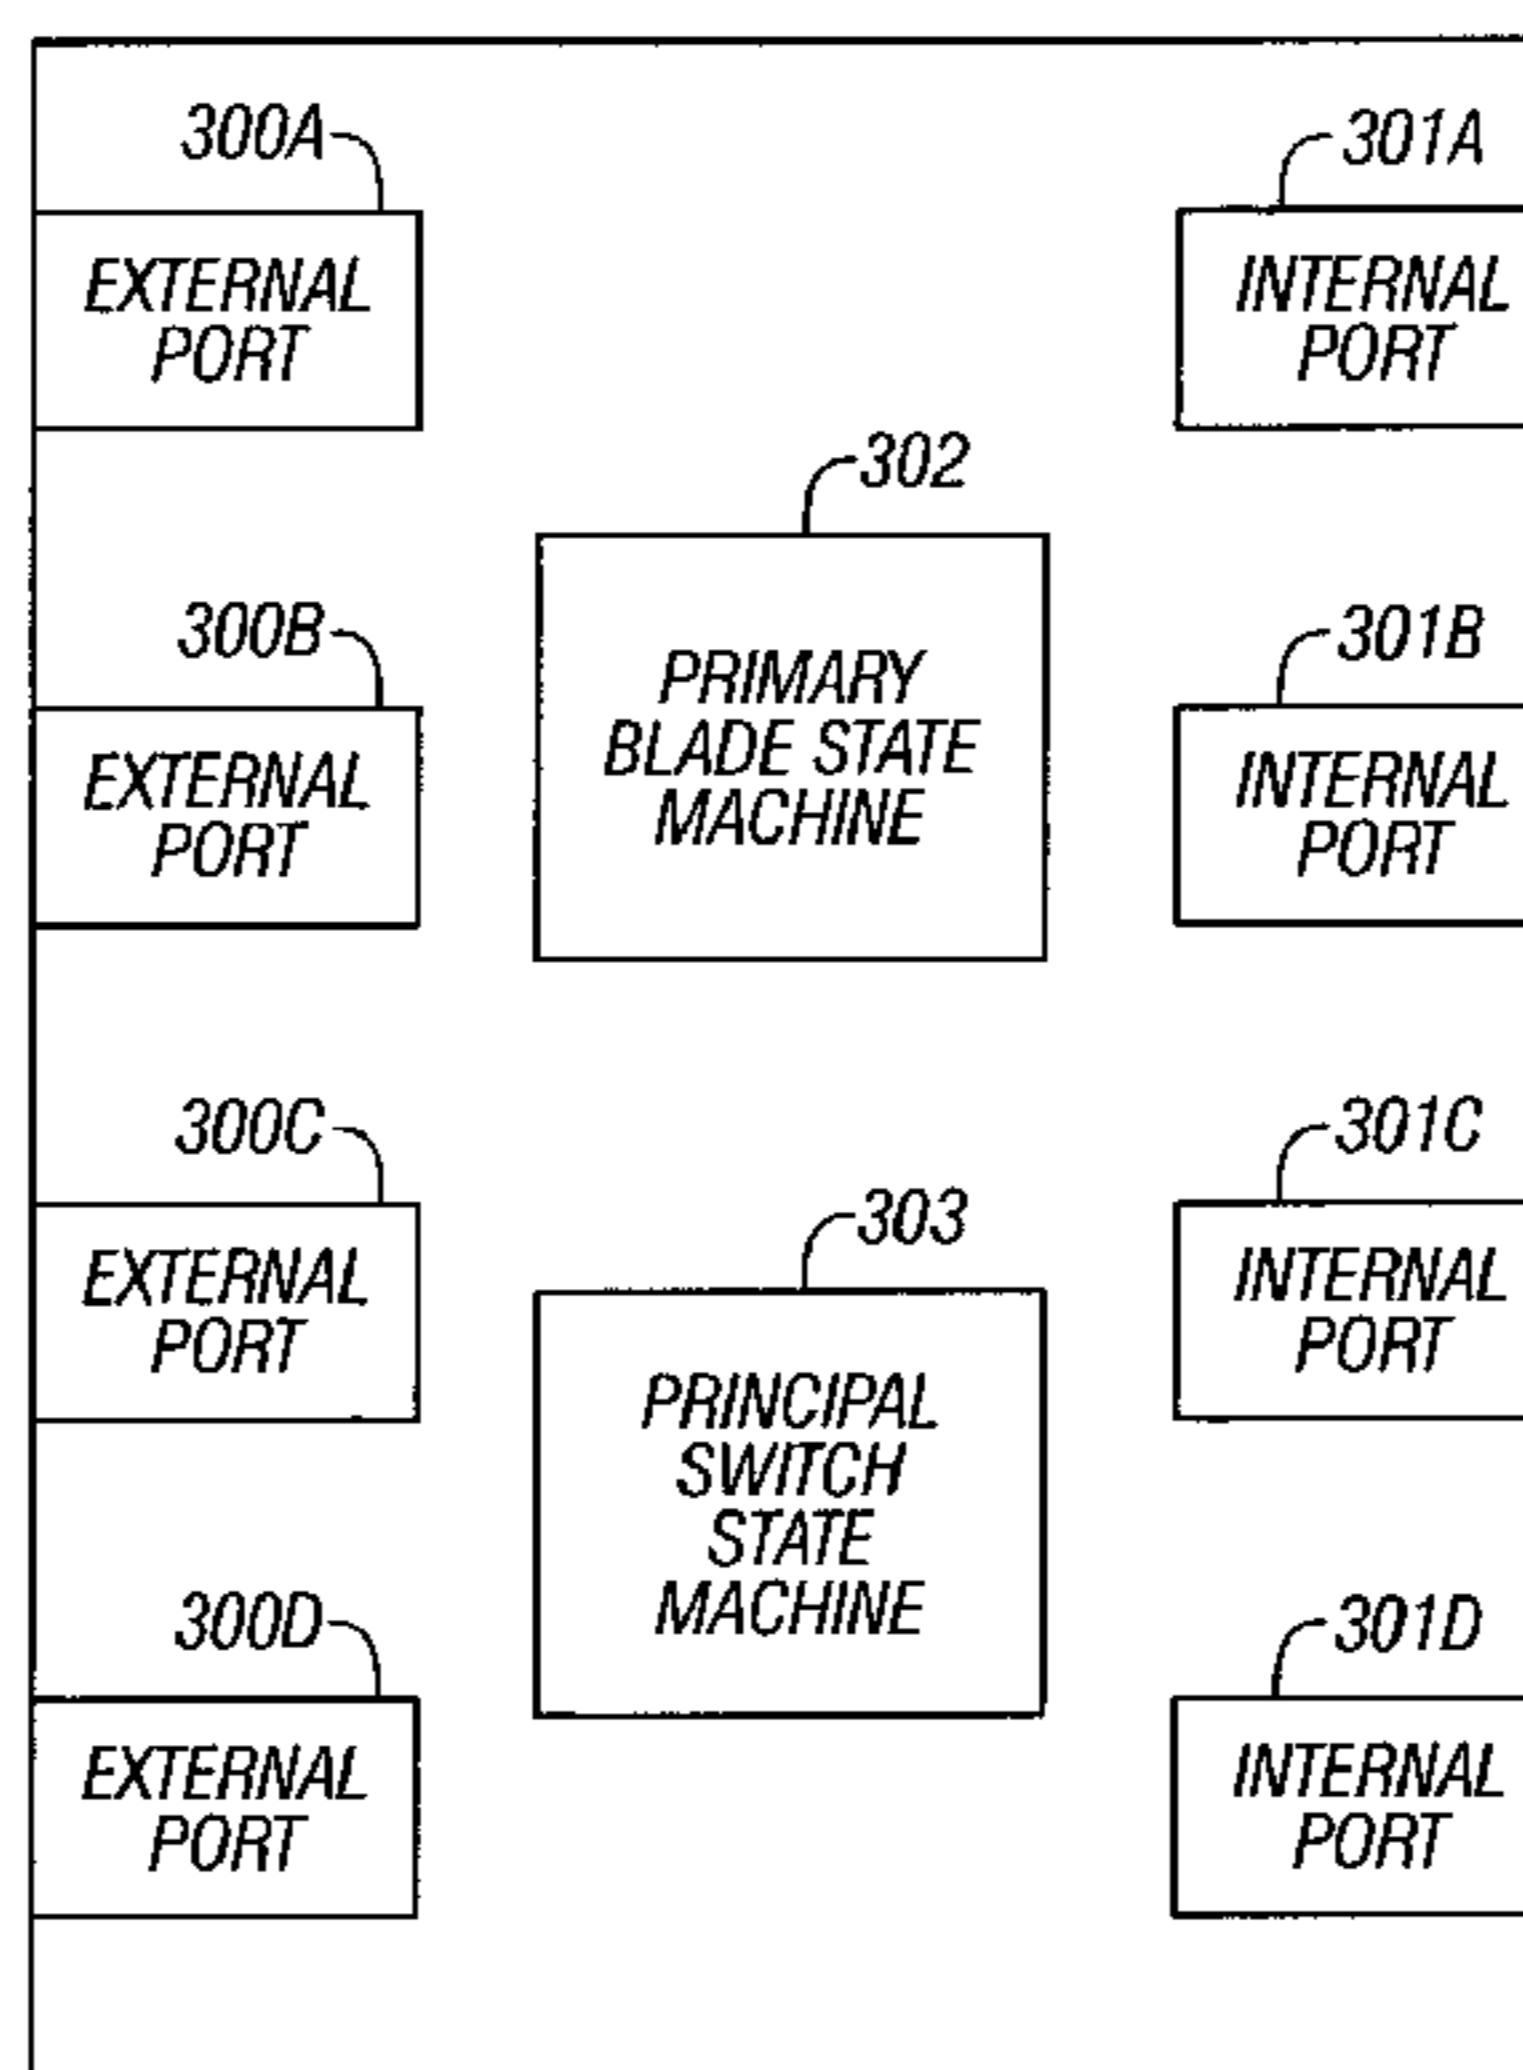 300A
EXTERNAL
PORT
301A
INTERNAL
PORT
302
PRIMARY
BLADE STATE
MACHINE
300B
EXTERNAL
PORT
301B
INTERNAL
PORT
300C
EXTERNAL
PORT
301C
INTERNAL
PORT
303
PRINCIPAL
SWITCH
STATE
MACHINE
300D
EXTERNAL
PORT
301D
INTERNAL
PORT